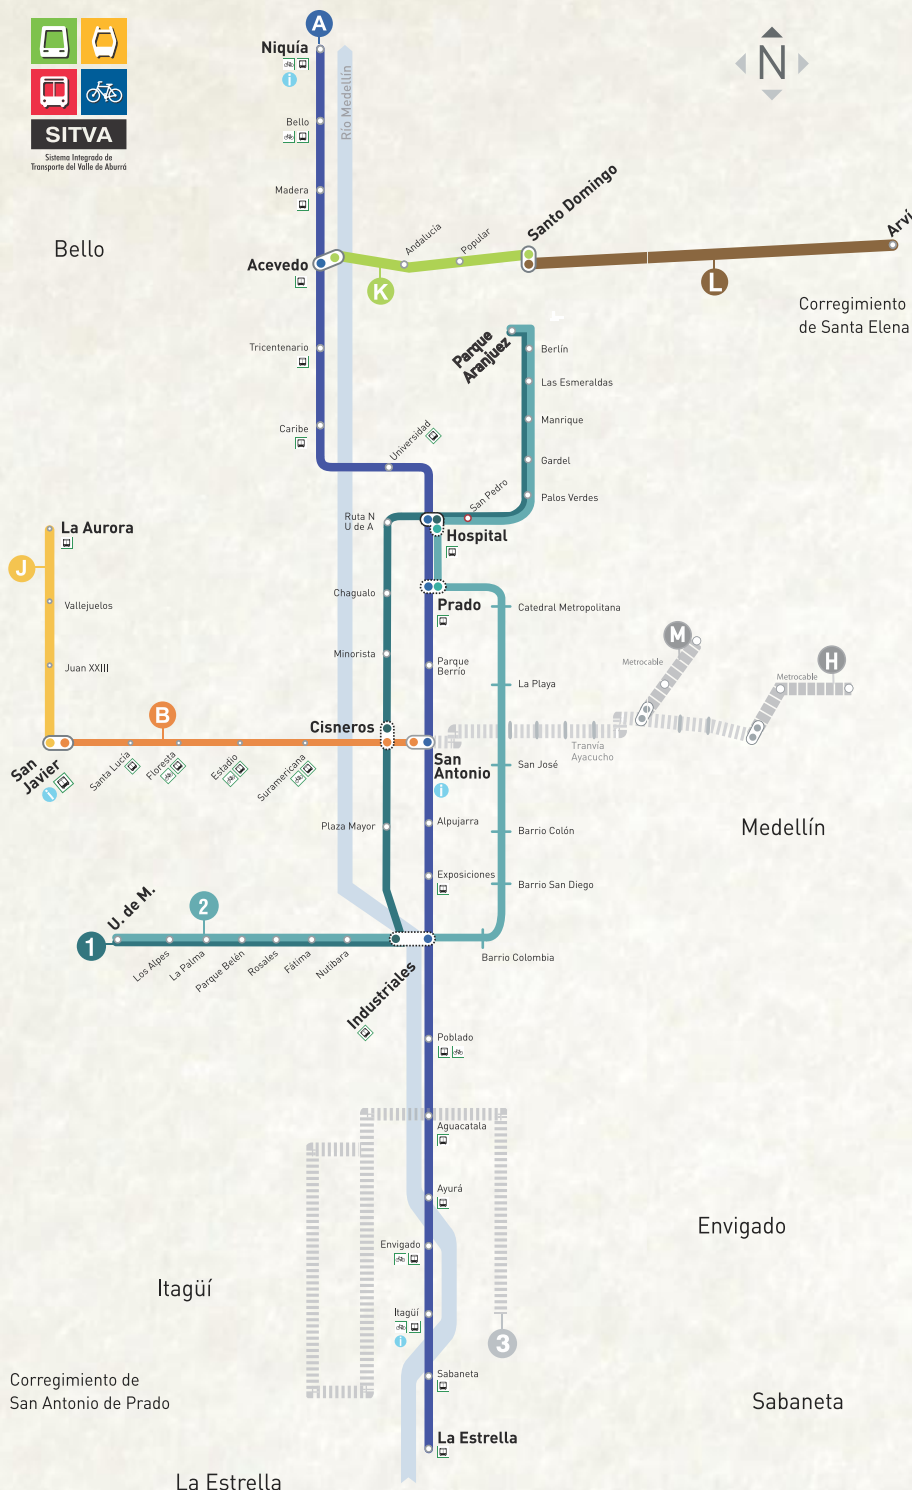 SITVA
Sistema Integrado de
Transporte del Valle de Aburrá
A
Niquía
i
Río Medellín
N
Bello
Madera
Bello
Acevedo
Andalucía
Popular
Santo Domingo
Arví
K
L
Corregimiento
de Santa Elena
Tricentenario
Parque
Aranjuez
Berlín
Las Esmeraldas
Manrique
Gardel
Palos Verdes
Caribe
Universidad
San Pedro
Ruta N
U de A
Hospital
La Aurora
J
Vallejuelos
Juan XXIII
Chagualo
Prado
Catedral Metropolitana
Minorista
Parque
Berrío
La Playa
M
Metrocable
H
Metrocable
B
Cisneros
San
Javier
i
Santa Lucía
Floresta
Estadio
Suramericana
San
Antonio
i
Tranvía
Ayacucho
San José
Plaza Mayor
Alpujarra
Barrio Colón
Medellín
Exposiciones
Barrio San Diego
U. de M.
2
1
Los Alpes
La Palma
Parque Belén
Rosales
Fátima
Nutibara
Industriales
Barrio Colombia
Poblado
Aguacatala
Ayurá
Envigado
Envigado
Itagüí
Itagüí
i
3
Corregimiento de
San Antonio de Prado
Sabaneta
Sabaneta
La Estrella
La Estrella